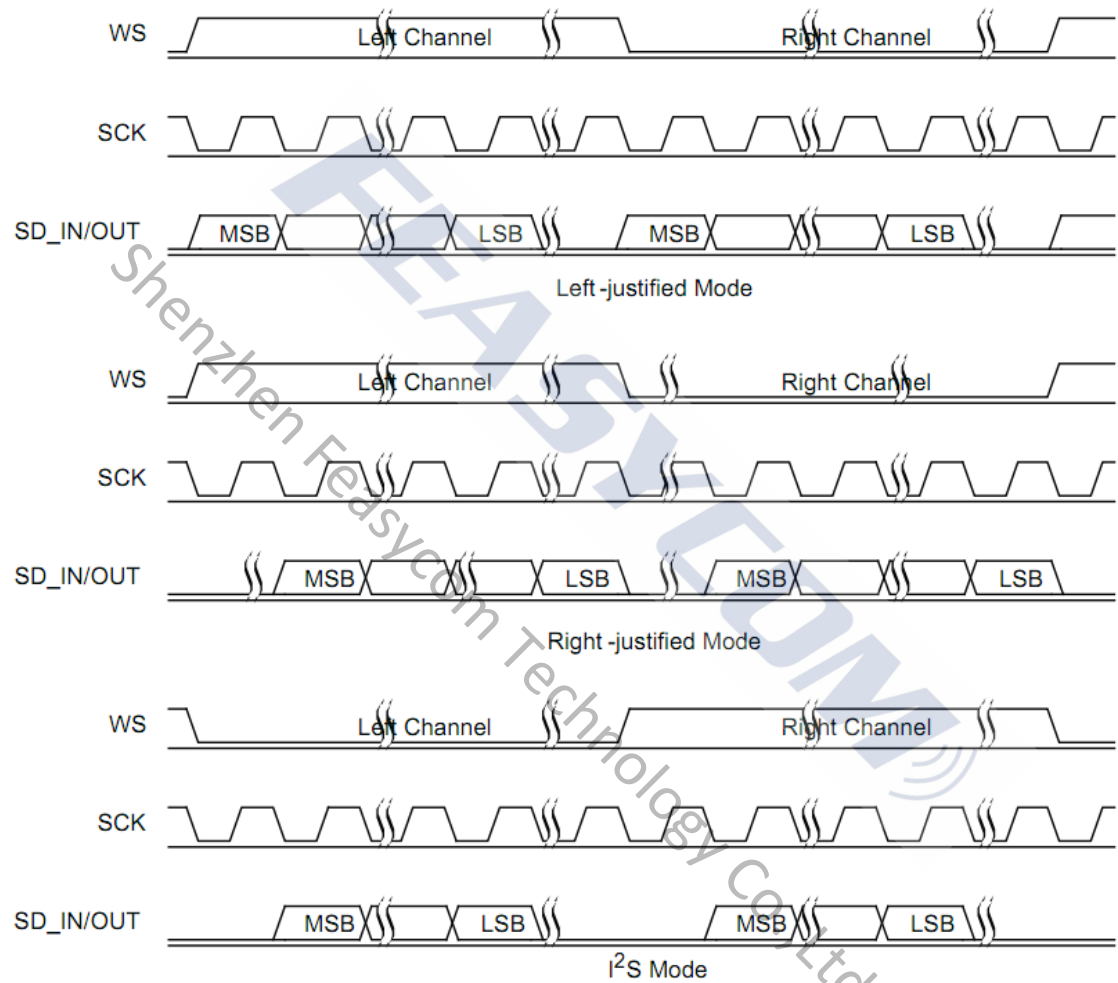 WS Left Channel Right Channel
SCK
SD_IN/OUT MSB LSB MSB LSB
Left-justified Mode
WS Left Channel Right Channel
SCK
SD_IN/OUT MSB LSB MSB LSB
Right-justified Mode
WS Left Channel Right Channel
SCK
SD_IN/OUT MSB LSB MSB LSB
I²S Mode
FEASYCOM
Shenzhen Feasycom Technology Co.,Ltd